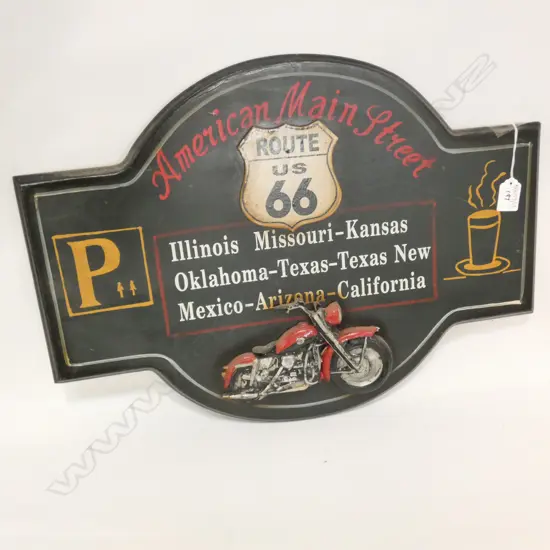 American Main Street
ROUTE
US
66
P
Illinois Missouri-Kansas
Oklahoma-Texas-Texas New
Mexico-Arizona-California